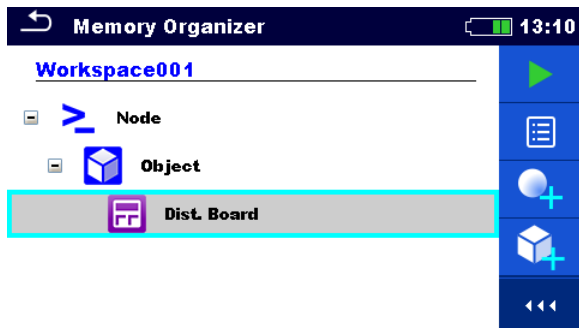 Memory Organizer 13:10
Workspace001
Node
Object
Dist. Board